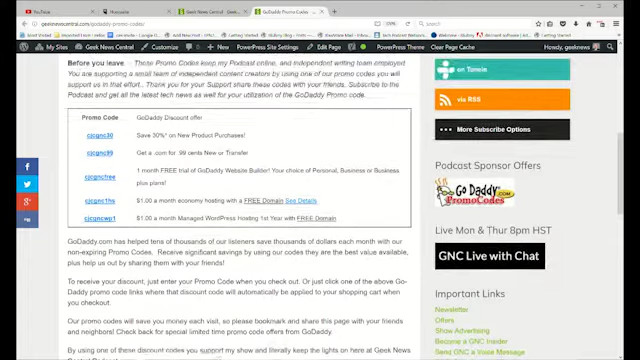 YouTube
Geek News Central
GoDaddy Promo Codes
geeknewscentral.com/godaddy-promo-codes/
Search
My Sites
Geek News Central
Edit Page
Stats
PowerPress Theme
Clear Page Cache
Before you leave. These Promo Codes keep my Podcast online, and independent writing team employed
You are supporting a small team of independent content creators by using one of our promo codes you will
support us in that effort. Thank you for your Support share these codes with your friends. Subscribe to the
Podcast and get all the latest tech news as well for your utilization of the GoDaddy Promo code.
Promo Code GoDaddy Discount offer
cjcgnc30 Save 30%* on New Product Purchases!
cjcgnc99 Get a .com for .99 cents New or Transfer
cjcgncfree 1 month FREE trial of GoDaddy Website Builder! Your choice of Personal, Business or Business
plus plans!
cjcgnc1hs $1.00 a month economy hosting with a FREE Domain See Details
cjcgncwp1 $1.00 a month Managed WordPress Hosting 1st Year with FREE Domain
GoDaddy.com has helped tens of thousands of our listeners save thousands of dollars each month with our
non-expiring Promo Codes. Receive significant savings by using our codes they are the best value available,
plus help us out by sharing them with your friends!
To receive your discount, just enter your Promo Code when you check out. Or just click one of the above Go-
Daddy promo code links where that discount code will automatically be applied to your shopping cart when
you checkout.
Our promo codes will save you money each visit, so please bookmark and share this page with your friends
and neighbors! Check back for special limited time promo code offers from GoDaddy.
By using one of these discount codes you support my show and literally keep the lights on here at Geek News
on TuneIn
via RSS
More Subscribe Options
Podcast Sponsor Offers
Go Daddy.com
PromoCodes
Live Mon & Thur 8pm HST
GNC Live with Chat
Important Links
Newsletter
Offers
Show Advertising
Become a GNC Insider
Send GNC a Voice Message